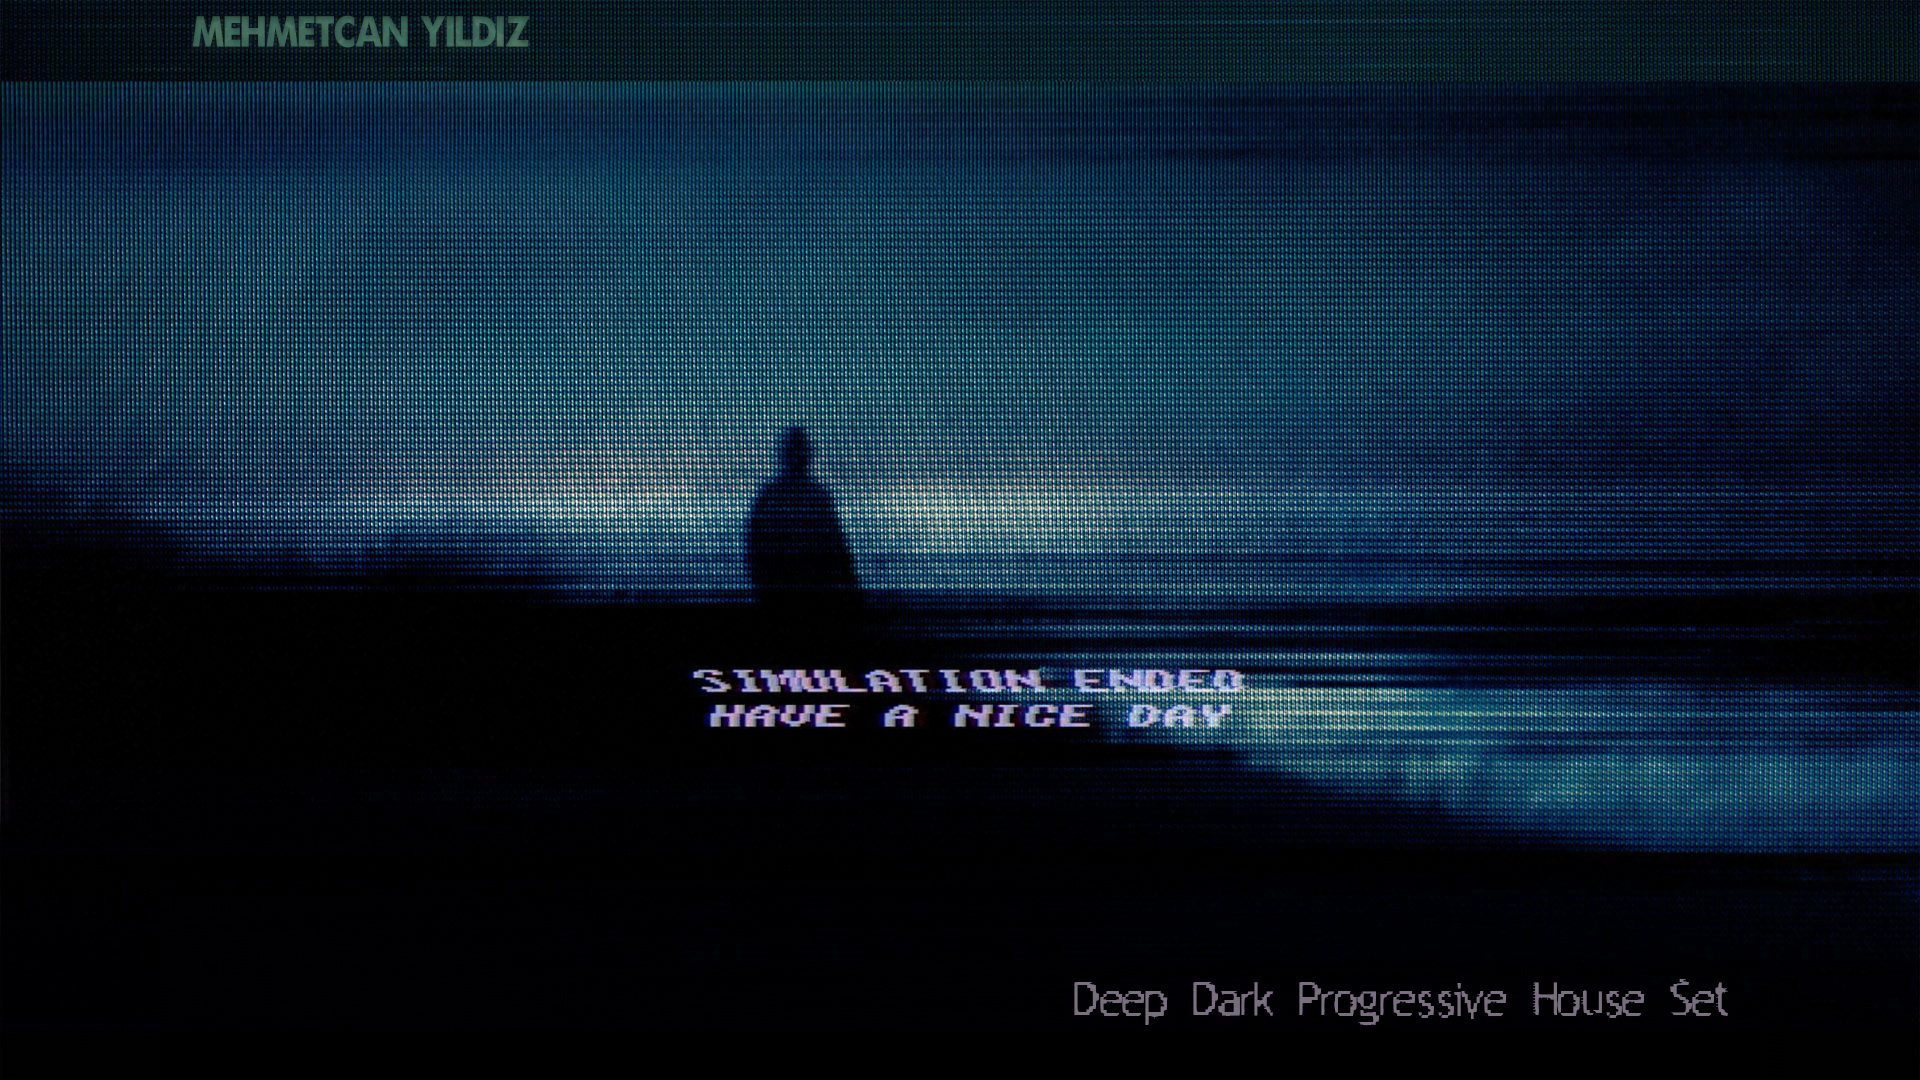 MEHMETCAN YILDIZ
SIMULATION ENDED
HAVE A NICE DAY
Deep Dark Progressive House Set